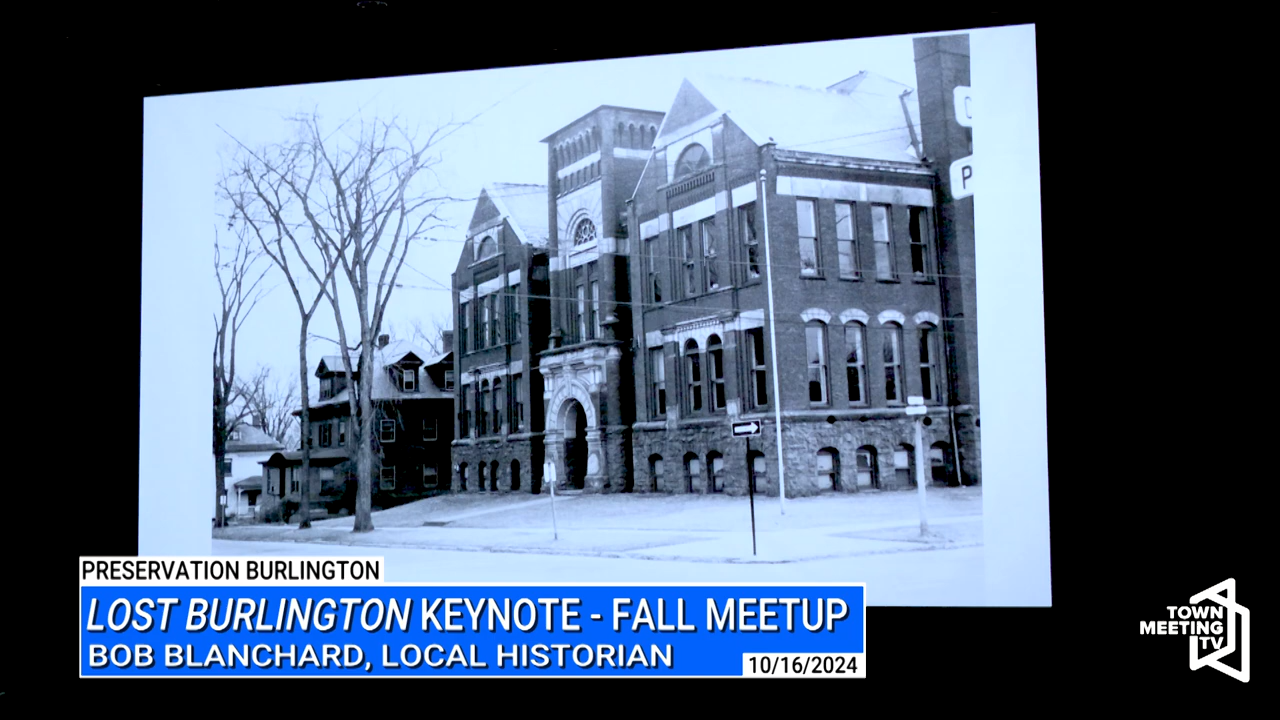 P
PRESERVATION BURLINGTON
LOST BURLINGTON KEYNOTE - FALL MEETUP
BOB BLANCHARD, LOCAL HISTORIAN
10/16/2024
TOWN
MEETING
TV